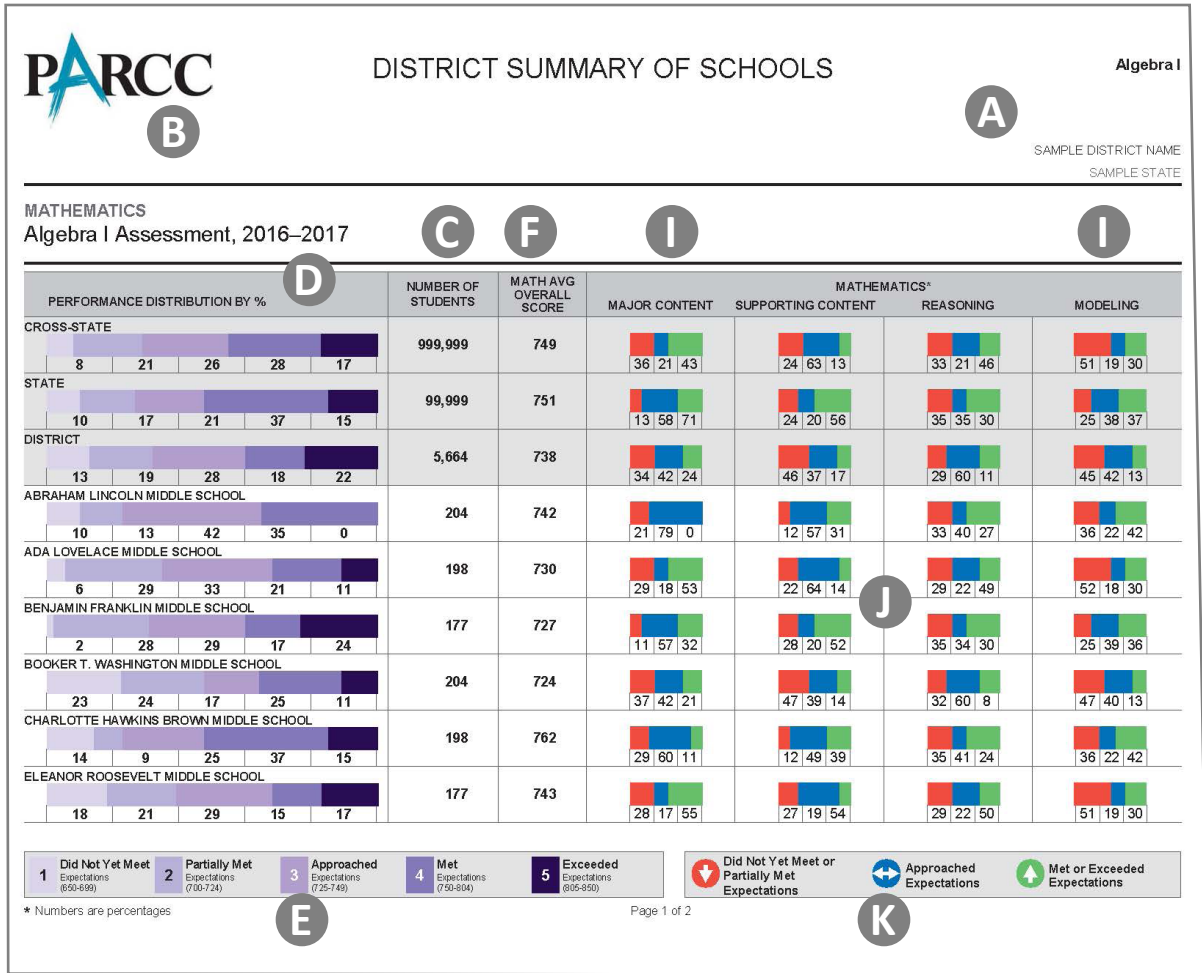 PARCC
DISTRICT SUMMARY OF SCHOOLS
Algebra I
A
B
SAMPLE DISTRICT NAME
SAMPLE STATE
MATHEMATICS
Algebra I Assessment, 2016–2017
C F I I
D
PERFORMANCE DISTRIBUTION BY %
NUMBER OF
STUDENTS
MATH AVG
OVERALL
SCORE
MATHEMATICS*
MAJOR CONTENT SUPPORTING CONTENT REASONING MODELING
CROSS-STATE
999,999 749
8 21 26 28 17 36 21 43 24 63 13 33 21 46 51 19 30
STATE
99,999 751
10 17 21 37 15 13 58 71 24 20 56 35 35 30 25 38 37
DISTRICT
5,664 738
13 19 28 18 22 34 42 24 46 37 17 29 60 11 45 42 13
ABRAHAM LINCOLN MIDDLE SCHOOL
204 742
10 13 42 35 0 21 79 0 12 57 31 33 40 27 36 22 42
ADA LOVELACE MIDDLE SCHOOL
198 730
6 29 33 21 11 29 18 53 22 64 14 29 22 49 52 18 30
J
BENJAMIN FRANKLIN MIDDLE SCHOOL
177 727
2 28 29 17 24 11 57 32 28 20 52 35 34 30 25 39 36
BOOKER T. WASHINGTON MIDDLE SCHOOL
204 724
23 24 17 25 11 37 42 21 47 39 14 32 60 8 47 40 13
CHARLOTTE HAWKINS BROWN MIDDLE SCHOOL
198 762
14 9 25 37 15 29 60 11 12 49 39 35 41 24 36 22 42
ELEANOR ROOSEVELT MIDDLE SCHOOL
177 743
18 21 29 15 17 28 17 55 27 19 54 29 22 50 51 19 30
1 Did Not Yet Meet
Expectations
(650-699)
2 Partially Met
Expectations
(700-724)
3 Approached
Expectations
(725-749)
4 Met
Expectations
(750-804)
5 Exceeded
Expectations
(805-850)
Did Not Yet Meet or
Partially Met
Expectations
Approached
Expectations
Met or Exceeded
Expectations
* Numbers are percentages
E
Page 1 of 2
K